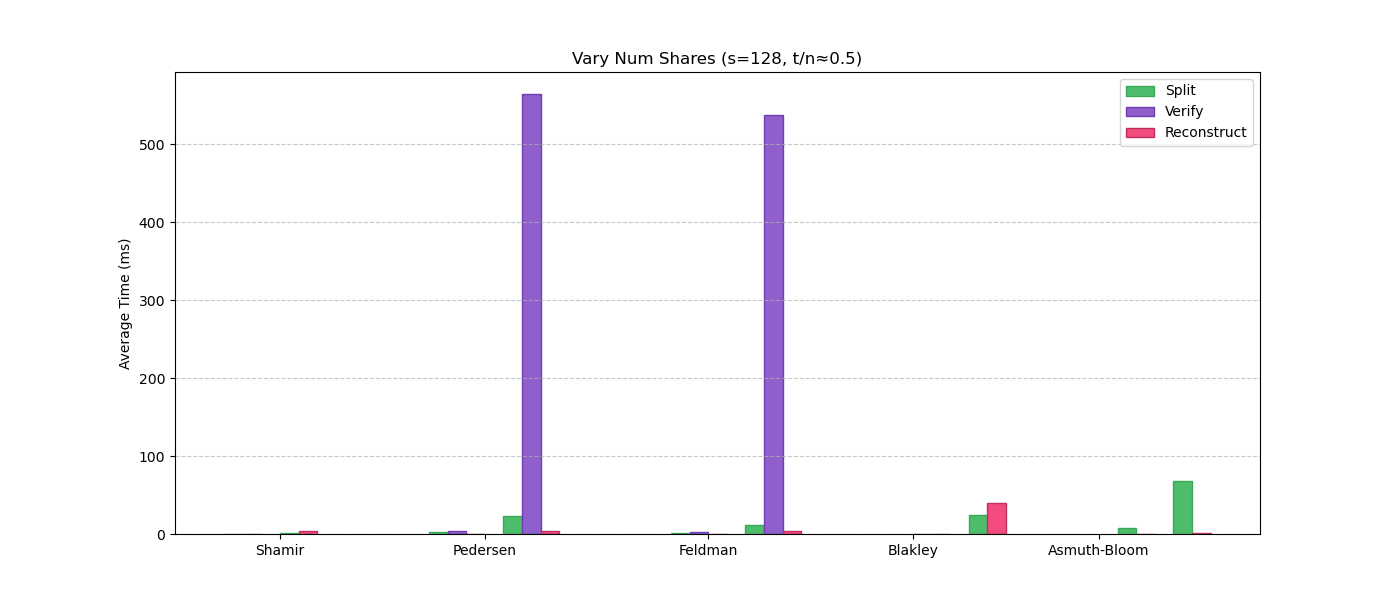 Vary Num Shares (s=128, t/n≈0.5)
Split
Verify
Reconstruct
Average Time (ms)
500
400
300
200
100
0
Shamir
Pedersen
Feldman
Blakley
Asmuth-Bloom